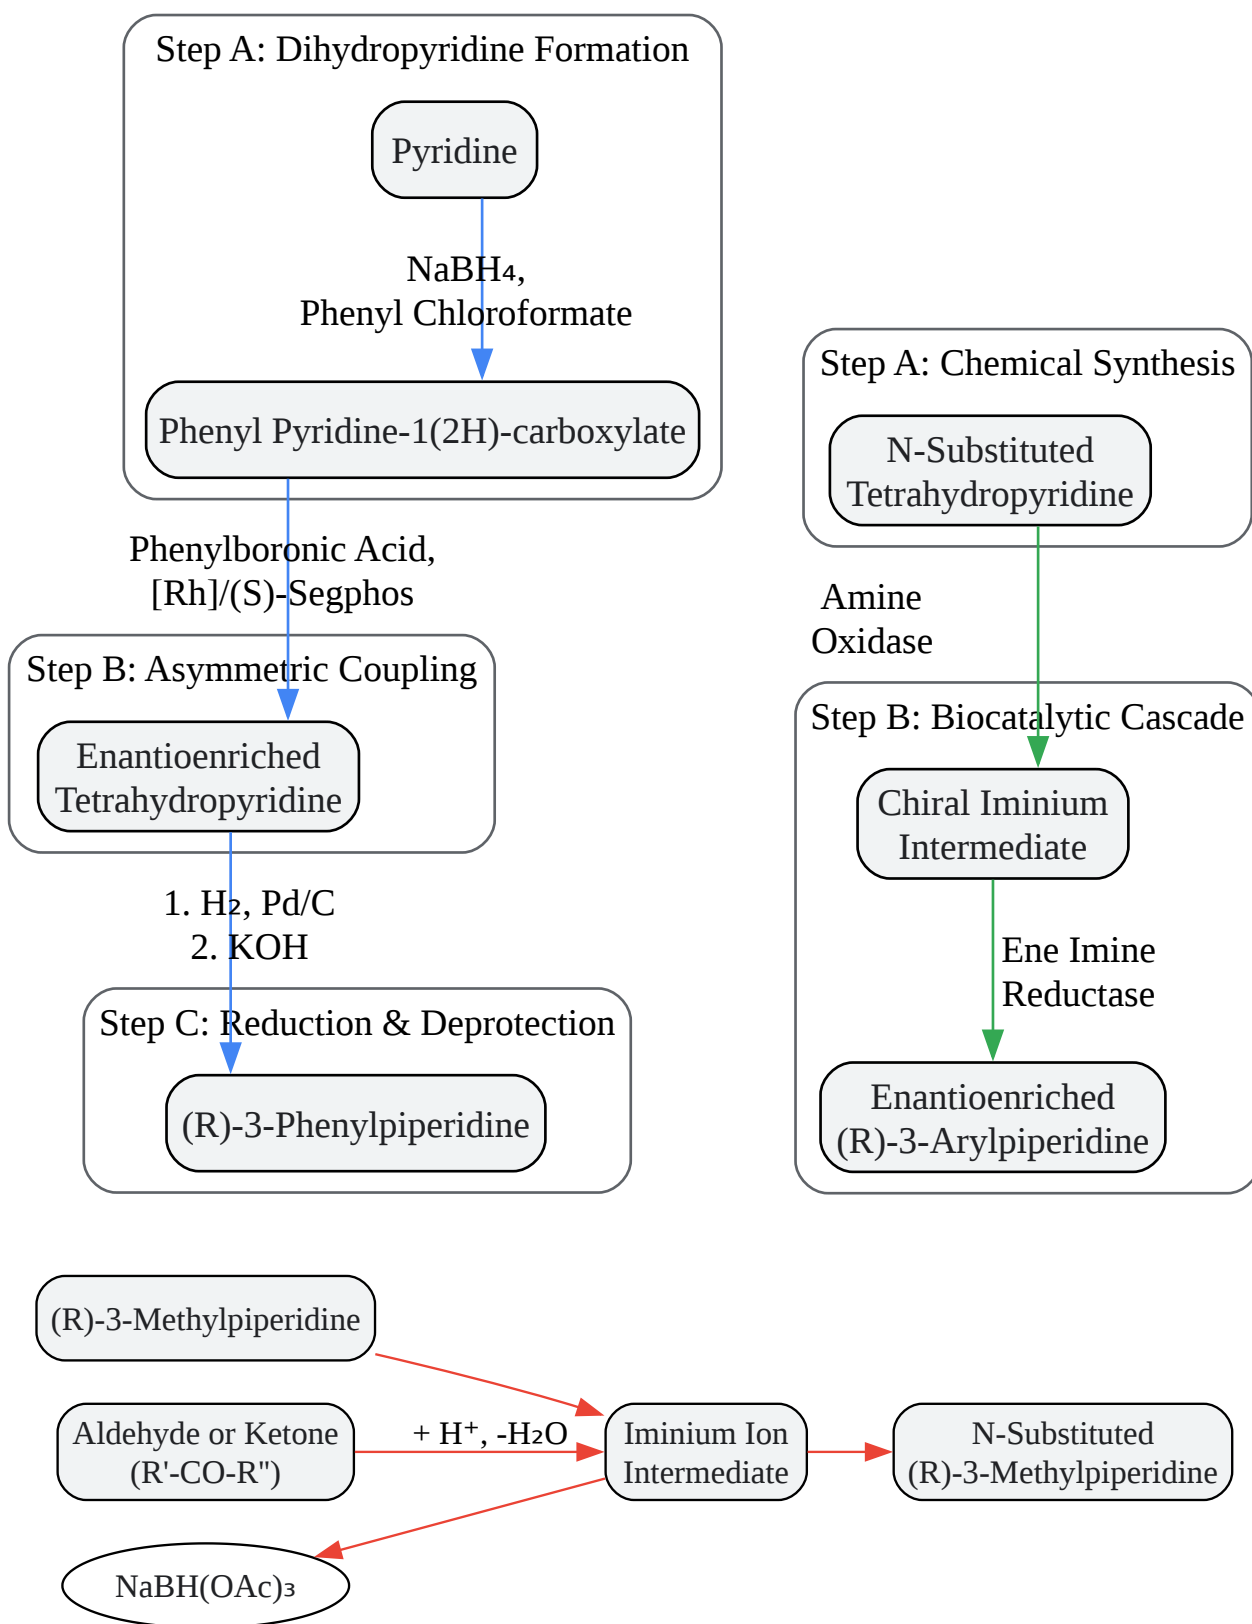 Step A: Dihydropyridine Formation
Pyridine
NaBH₄,
Phenyl Chloroformate
Phenyl Pyridine-1(2H)-carboxylate
Phenylboronic Acid,
[Rh]/(S)-Segphos
Step B: Asymmetric Coupling
Enantioenriched
Tetrahydropyridine
1. H₂, Pd/C
2. KOH
Step C: Reduction & Deprotection
(R)-3-Phenylpiperidine
Step A: Chemical Synthesis
N-Substituted
Tetrahydropyridine
Amine
Oxidase
Step B: Biocatalytic Cascade
Chiral Iminium
Intermediate
Ene Imine
Reductase
Enantioenriched
(R)-3-Arylpiperidine
(R)-3-Methylpiperidine
Aldehyde or Ketone
(R'-CO-R")
+ H⁺, -H₂O
Iminium Ion
Intermediate
N-Substituted
(R)-3-Methylpiperidine
NaBH(OAc)₃